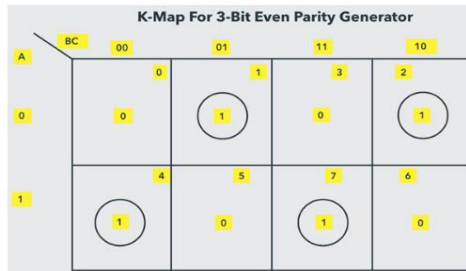 K-Map For 3-Bit Even Parity Generator
A BC 00 01 11 10
0 1 3 2
0 0 1 0 1
4 5 7 6
1 1 0 1 0